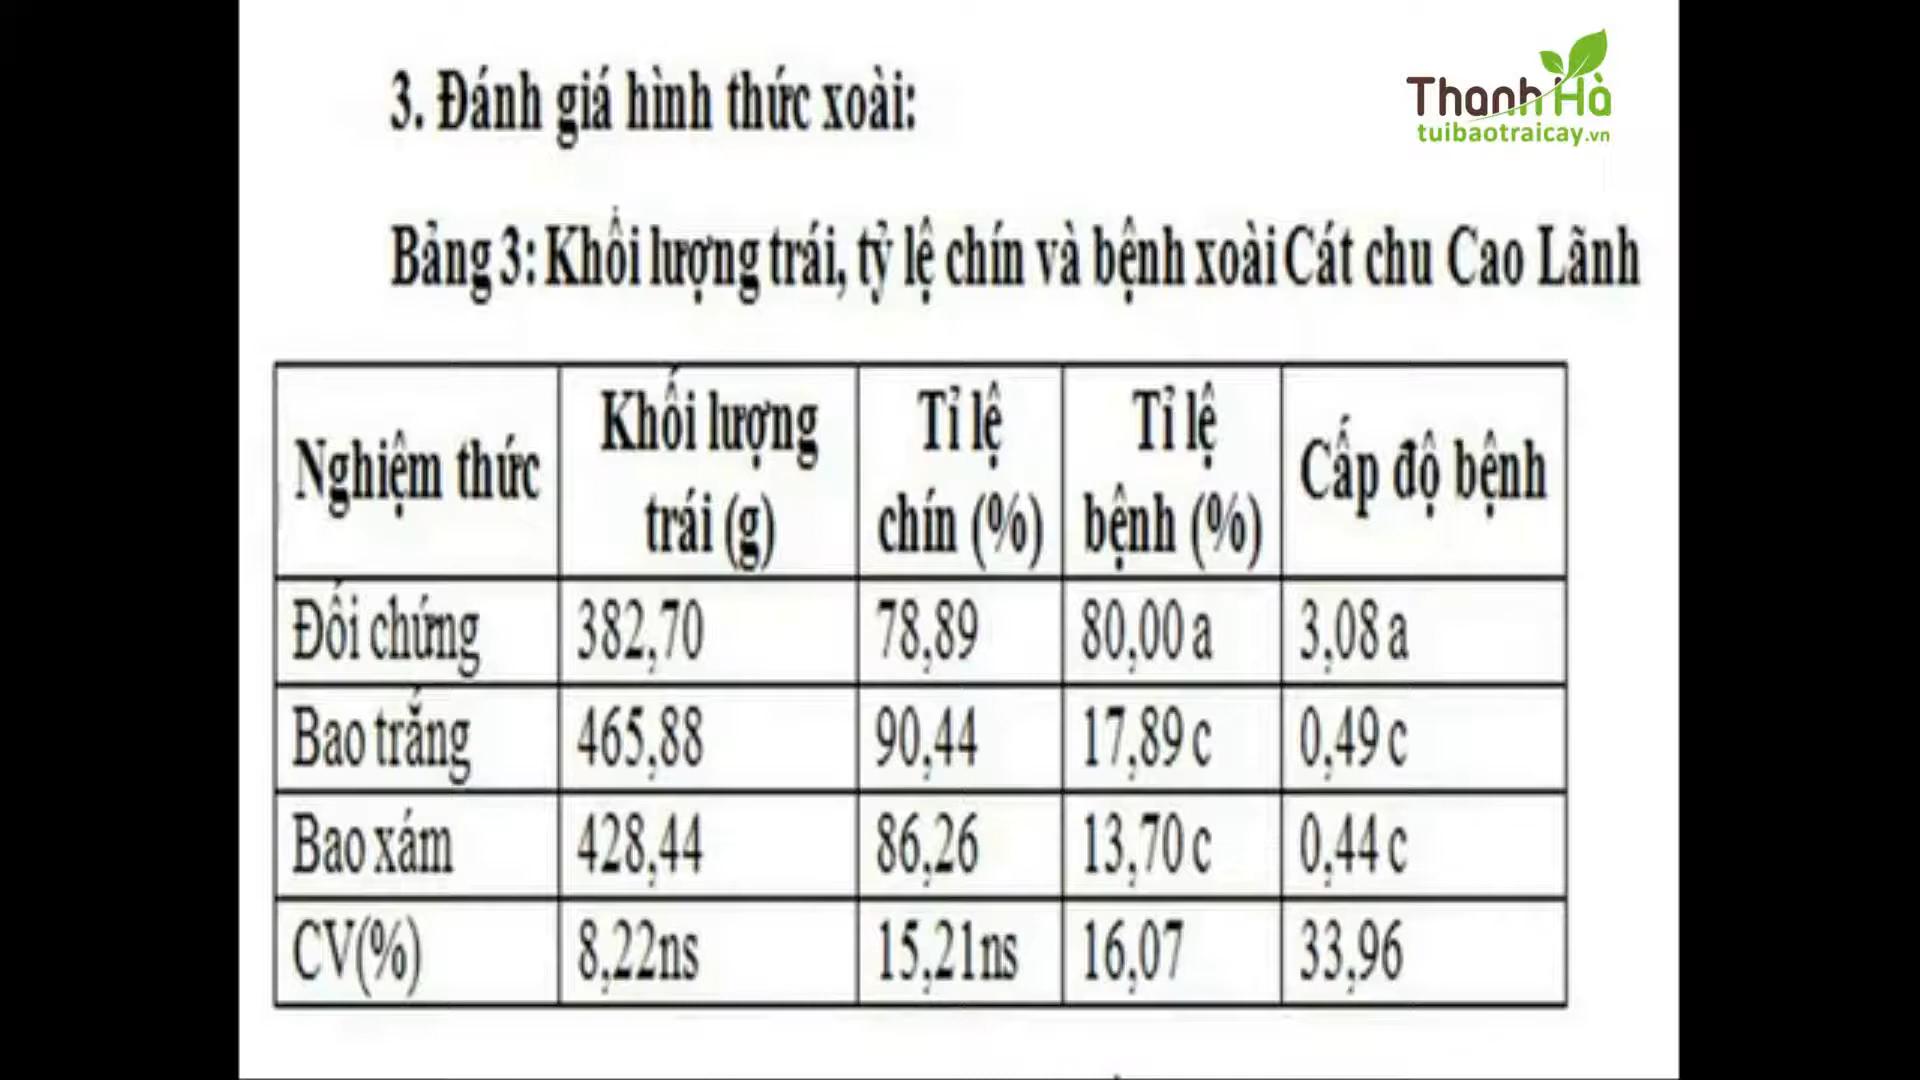 Thanh Hà
tuibaotraicay.vn
3. Đánh giá hình thức xoài:
Bảng 3: Khối lượng trái, tỷ lệ chín và bệnh xoài Cát chu Cao Lãnh
Nghiệm thức Khối lượng trái (g) Tỉ lệ chín (%) Tỉ lệ bệnh (%) Cấp độ bệnh
Đối chứng 382,70 78,89 80,00 a 3,08 a
Bao trắng 465,88 90,44 17,89 c 0,49 c
Bao xám 428,44 86,26 13,70 c 0,44 c
CV(%) 8,22ns 15,21ns 16,07 33,96